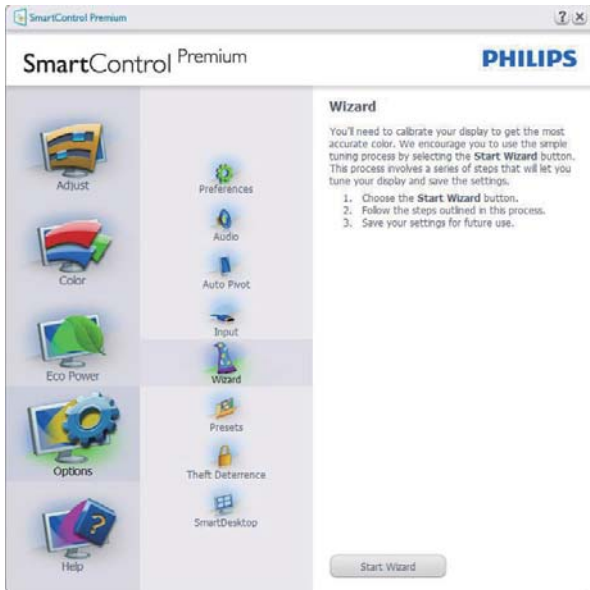 SmartControl Premium
SmartControl Premium
PHILIPS
Adjust
Color
Eco Power
Options
Help
Preferences
Audio
Auto Pivot
Input
Wizard
Presets
Theft Deterrence
SmartDesktop
Wizard
You'll need to calibrate your display to get the most
accurate color. We encourage you to use the simple
tuning process by selecting the Start Wizard button.
This process involves a series of steps that will let you
tune your display and save the settings.
1. Choose the Start Wizard button.
2. Follow the steps outlined in this process.
3. Save your settings for future use.
Start Wizard